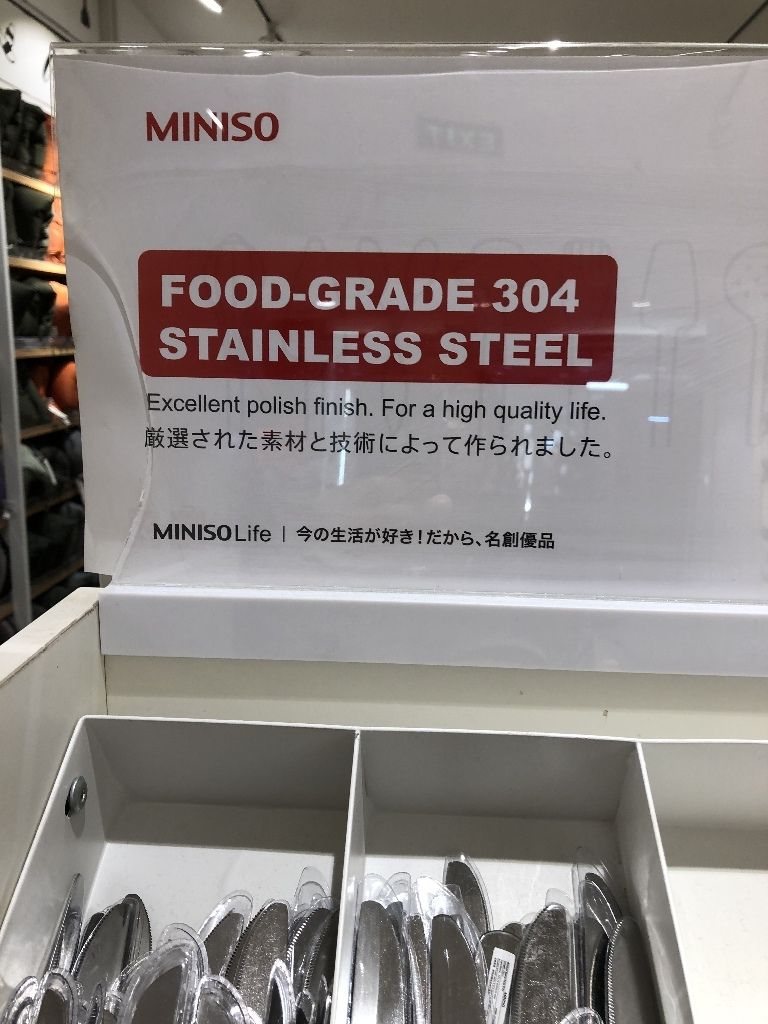 MINISO
FOOD-GRADE 304
STAINLESS STEEL
Excellent polish finish. For a high quality life.
厳選された素材と技術によって作られました。
MINISO Life | 今の生活が好き！だから、名創優品